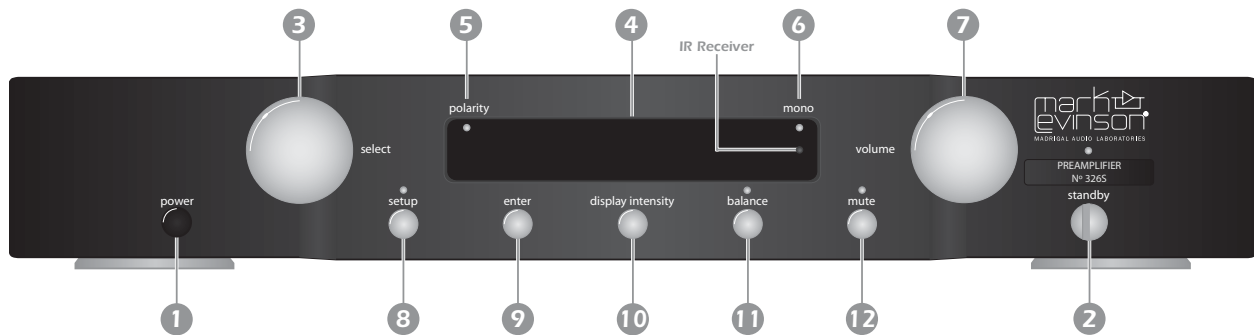 3
5
4
6
7
IR Receiver
polarity
mono
mark
Levinson
MADRIGAL AUDIO LABORATORIES
select
volume
PREAMPLIFIER
Nº 326S
power
setup
enter
display intensity
balance
mute
standby
1
8
9
10
11
12
2